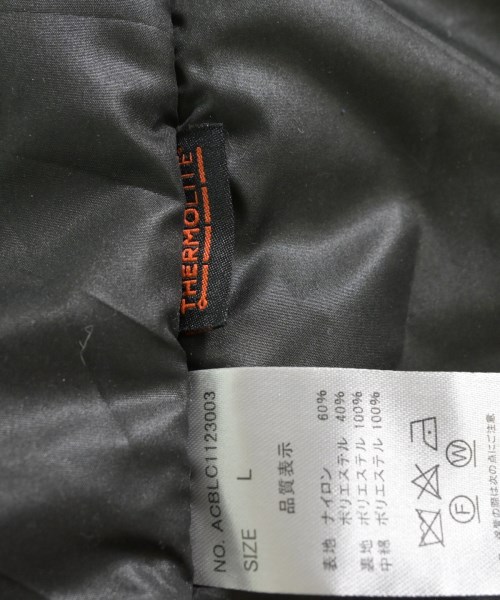 THERMOLITE
NO. ACBLC1123003
SIZE L
品質表示
表地 ナイロン 60%
ポリエステル 40%
裏地 ポリエステル 100%
中綿 ポリエステル 100%
F W